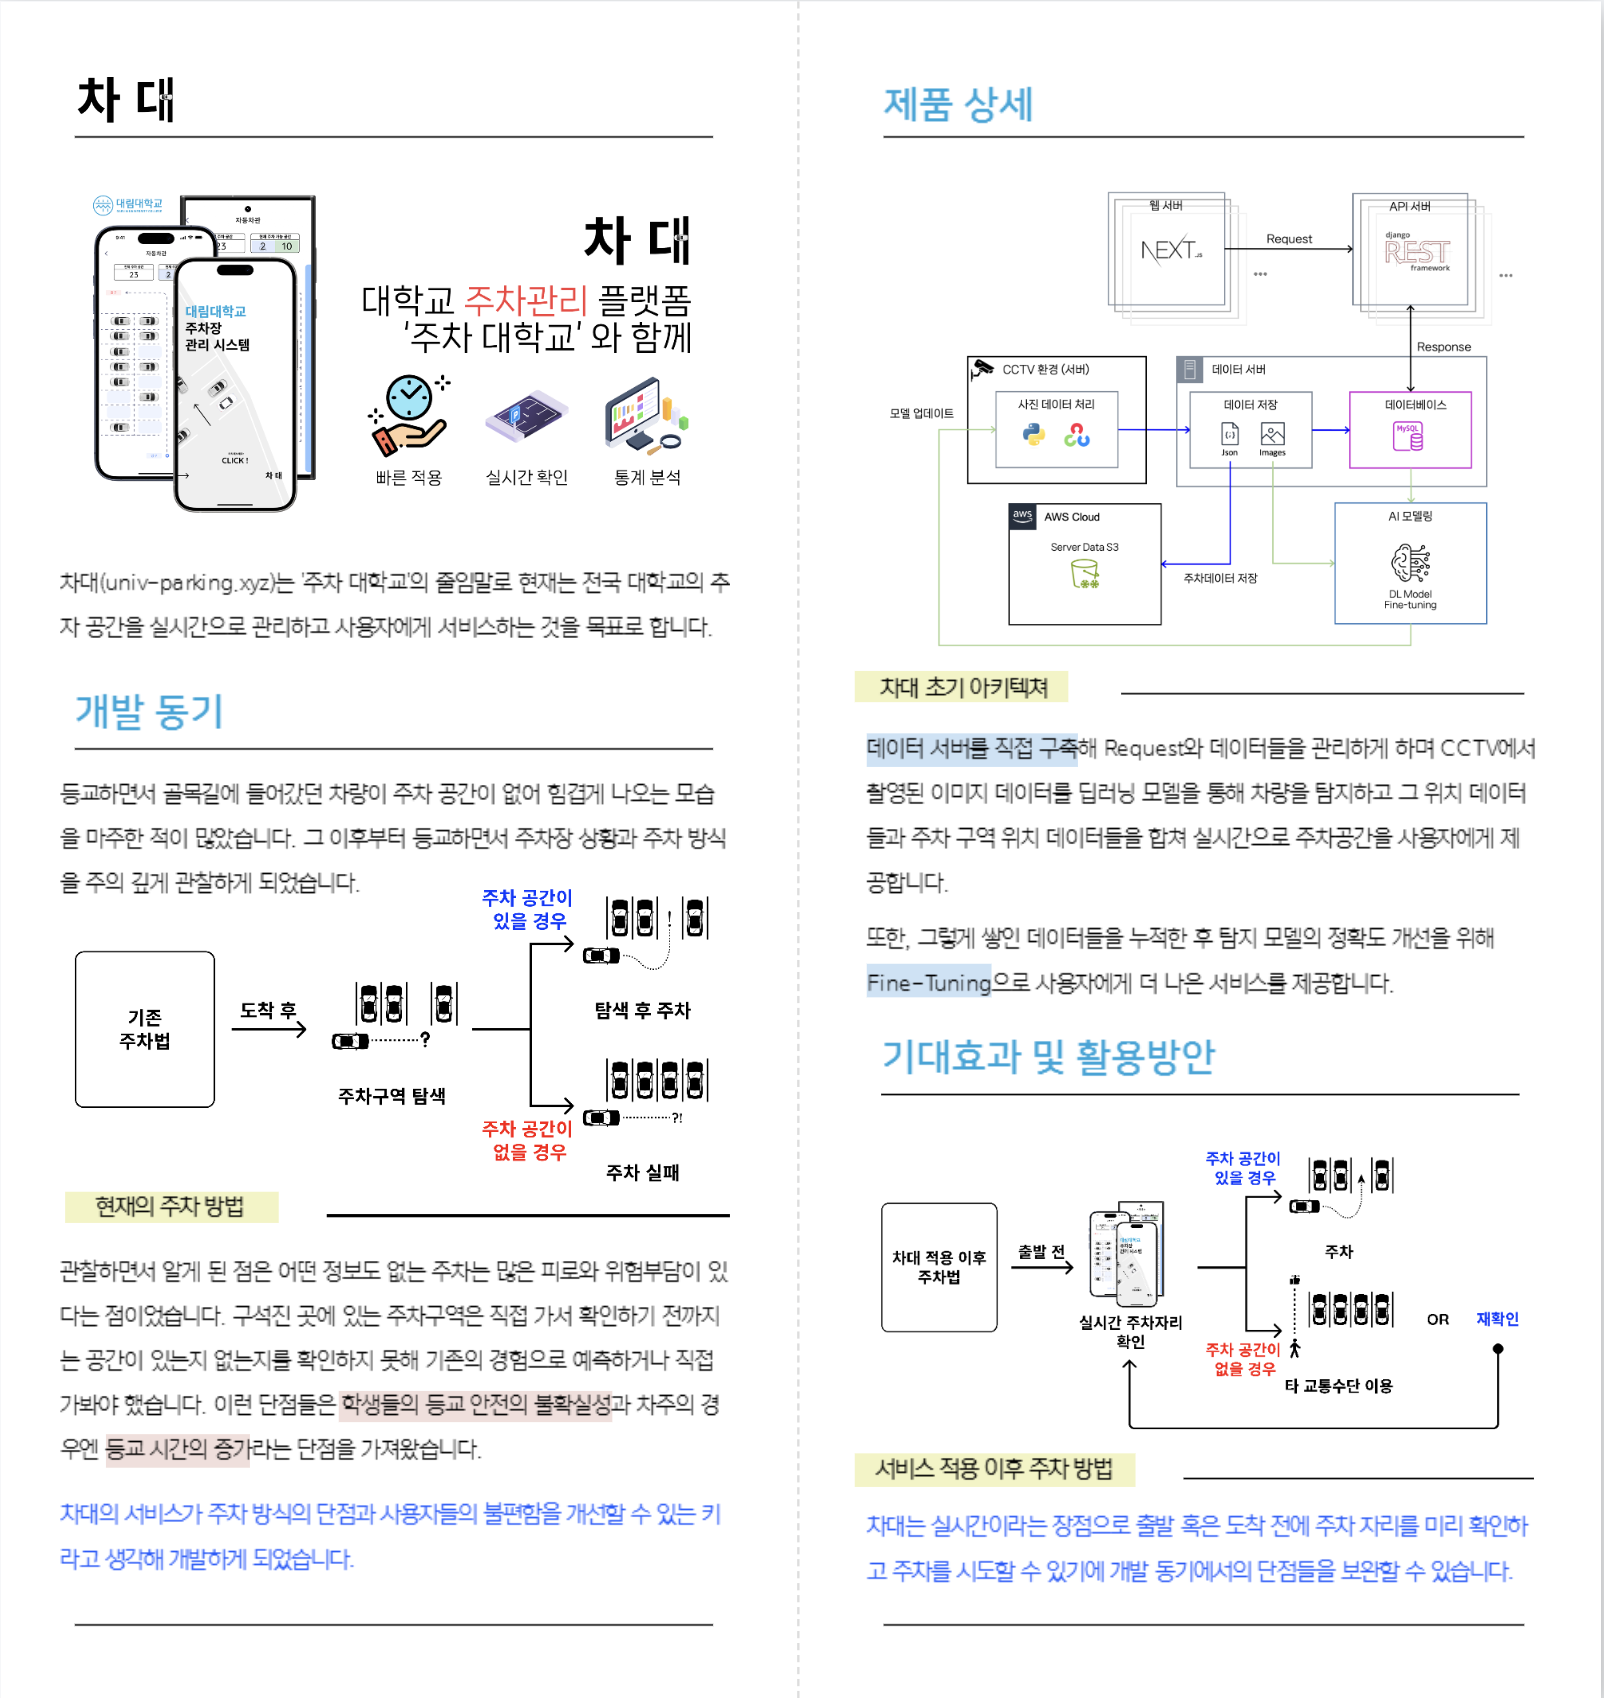 차 대
대림대학교
자동차관
23
2
10
9:41
자동차관
23
2
대림대학교
주차장
관리 시스템
CLICK !
차 대
차 대
대학교 주차관리 플랫폼
'주차 대학교' 와 함께
빠른 적용
실시간 확인
통계 분석
차대(univ-parking.xyz)는 '주차 대학교'의 줄임말로 현재는 전국 대학교의 추
자 공간을 실시간으로 관리하고 사용자에게 서비스하는 것을 목표로 합니다.
개발 동기
등교하면서 골목길에 들어갔던 차량이 주차 공간이 없어 힘겹게 나오는 모습
을 마주한 적이 많았습니다. 그 이후부터 등교하면서 주차장 상황과 주차 방식
을 주의 깊게 관찰하게 되었습니다.
기존
주차법
도착 후
?
주차구역 탐색
주차 공간이
있을 경우
!
탐색 후 주차
주차 공간이
없을 경우
?!
주차 실패
현재의 주차 방법
관찰하면서 알게 된 점은 어떤 정보도 없는 주차는 많은 피로와 위험부담이 있
다는 점이었습니다. 구석진 곳에 있는 주차구역은 직접 가서 확인하기 전까지
는 공간이 있는지 없는지를 확인하지 못해 기존의 경험으로 예측하거나 직접
가봐야 했습니다. 이런 단점들은 학생들의 등교 안전의 불확실성과 차주의 경
우엔 등교 시간의 증가라는 단점을 가져왔습니다.
차대의 서비스가 주차 방식의 단점과 사용자들의 불편함을 개선할 수 있는 키
라고 생각해 개발하게 되었습니다.
제품 상세
웹 서버
NEXT.JS
Request
API 서버
django
REST
framework
Response
CCTV 환경 (서버)
사진 데이터 처리
모델 업데이트
데이터 서버
데이터 저장
Json
Images
데이터베이스
MySQL
aws
AWS Cloud
Server Data S3
주차데이터 저장
AI 모델링
DL Model
Fine-tuning
차대 초기 아키텍쳐
데이터 서버를 직접 구축해 Request와 데이터들을 관리하게 하며 CCTV에서
촬영된 이미지 데이터를 딥러닝 모델을 통해 차량을 탐지하고 그 위치 데이터
들과 주차 구역 위치 데이터들을 합쳐 실시간으로 주차공간을 사용자에게 제
공합니다.
또한, 그렇게 쌓인 데이터들을 누적한 후 탐지 모델의 정확도 개선을 위해
Fine-Tuning으로 사용자에게 더 나은 서비스를 제공합니다.
기대효과 및 활용방안
차대 적용 이후
주차법
출발 전
실시간 주차자리
확인
주차 공간이
있을 경우
주차
주차 공간이
없을 경우
타 교통수단 이용
OR
재확인
서비스 적용 이후 주차 방법
차대는 실시간이라는 장점으로 출발 혹은 도착 전에 주차 자리를 미리 확인하
고 주차를 시도할 수 있기에 개발 동기에서의 단점들을 보완할 수 있습니다.